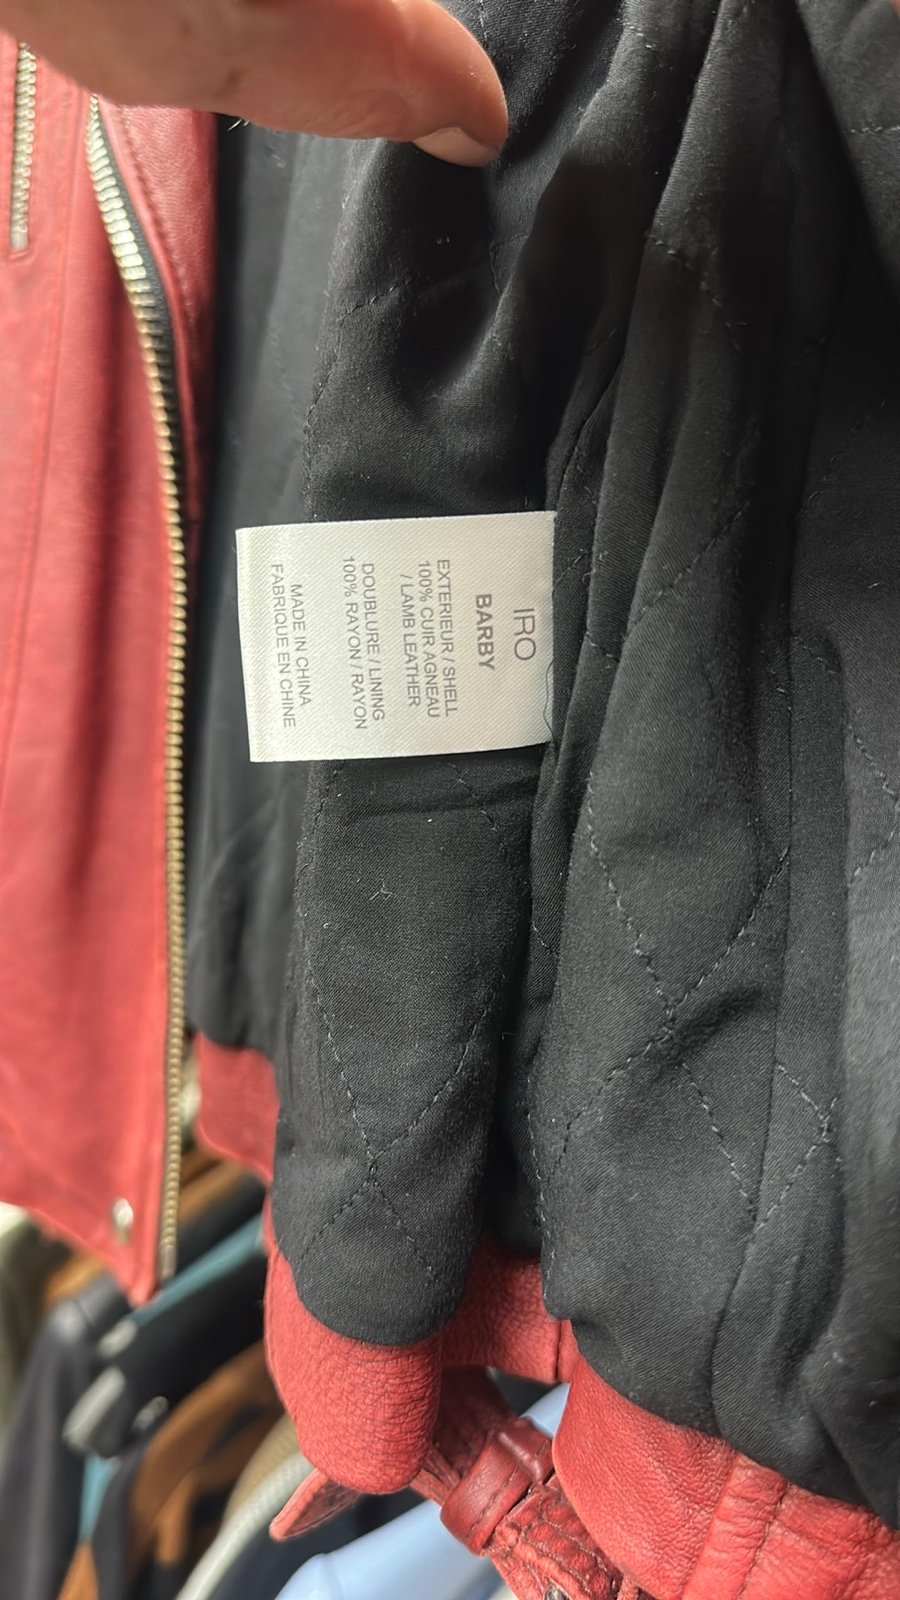 IRO
BARBY
EXTERIEUR / SHELL
100% CUIR AGNEAU
/ LAMB LEATHER
DOUBLURE / LINING
100% RAYON / RAYON
MADE IN CHINA
FABRIQUE EN CHINE